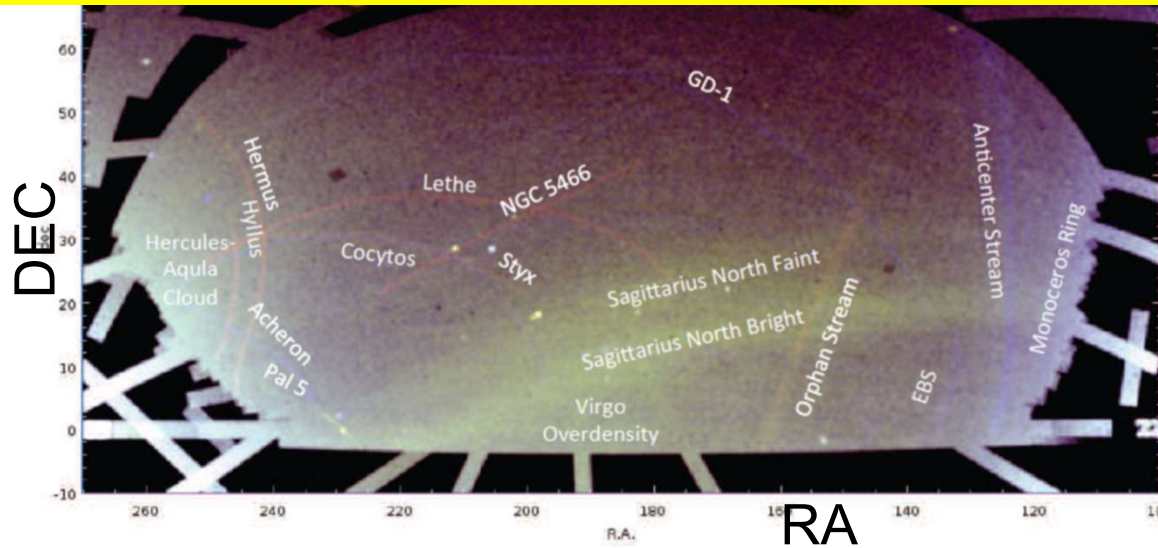 60
50
40
30
20
10
0
-10
DEC
GD-1
Hermus
Hyllus
Lethe
NGC 5466
Anticenter Stream
Monoceros Ring
Hercules-
Aqula
Cloud
Cocytos
Styx
Sagittarius North Faint
Acheron
Sagittarius North Bright
Orphan Stream
Pal 5
EBS
Virgo
Overdensity
260 240 220 200 180 160 140 120
R.A.
RA